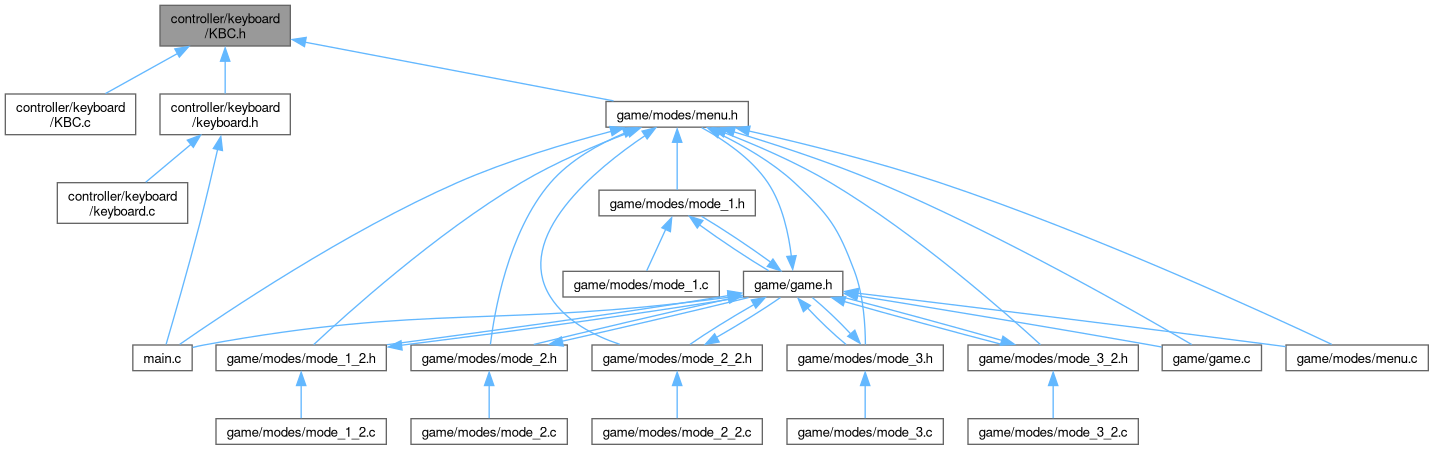 controller/keyboard
/KBC.h
controller/keyboard
/KBC.c
controller/keyboard
/keyboard.h
game/modes/menu.h
controller/keyboard
/keyboard.c
game/modes/mode_1.h
game/modes/mode_1.c
game/game.h
main.c
game/modes/mode_1_2.h
game/modes/mode_2.h
game/modes/mode_2_2.h
game/modes/mode_3.h
game/modes/mode_3_2.h
game/game.c
game/modes/menu.c
game/modes/mode_1_2.c
game/modes/mode_2.c
game/modes/mode_2_2.c
game/modes/mode_3.c
game/modes/mode_3_2.c